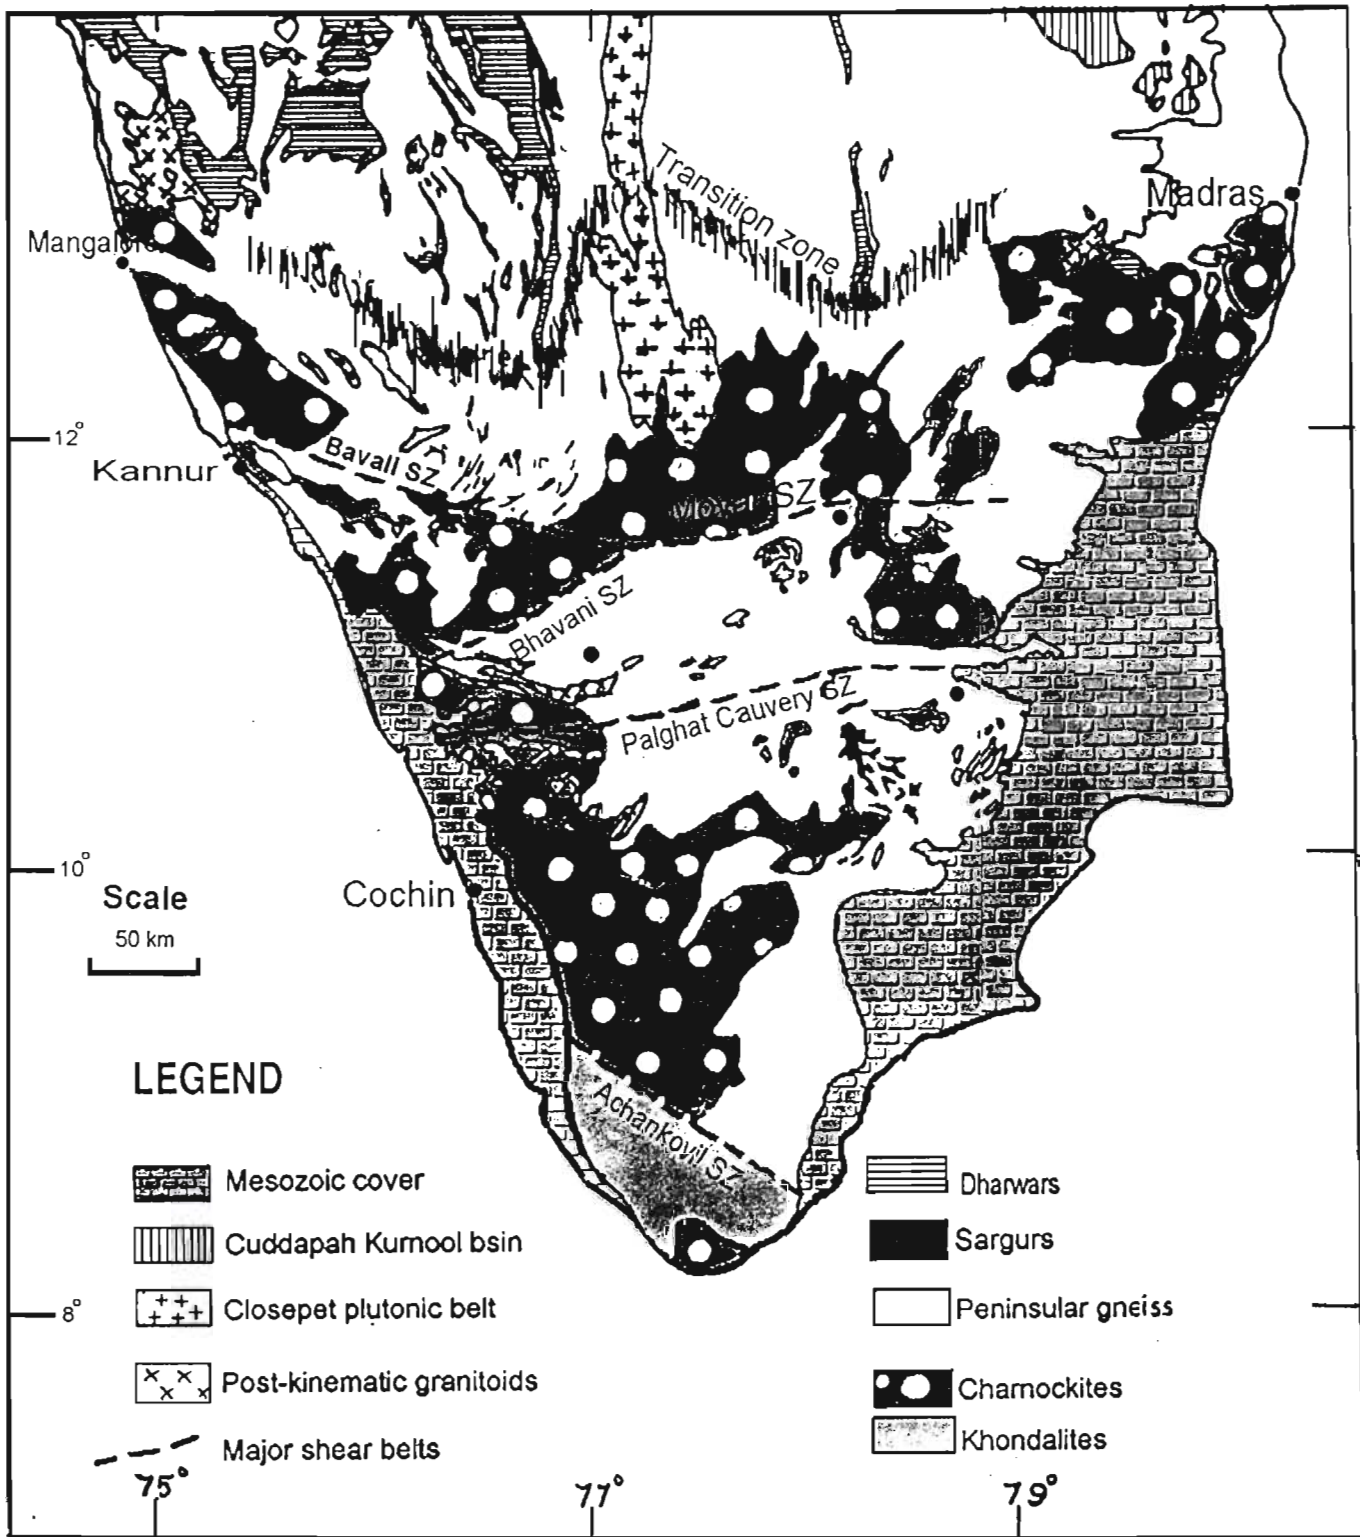 Transition zone
Madras
Mangalore
12°
Bavali SZ
Kannur
Moyar SZ
Bhavani SZ
Palghat Cauvery SZ
10°
Scale
50 km
Cochin
LEGEND
Achankovil SZ
Mesozoic cover
Cuddapah Kurnool bsin
Closepet plutonic belt
8°
Post-kinematic granitoids
Major shear belts
Dharwars
Sargurs
Peninsular gneiss
Charnockites
Khondalites
75°
77°
79°